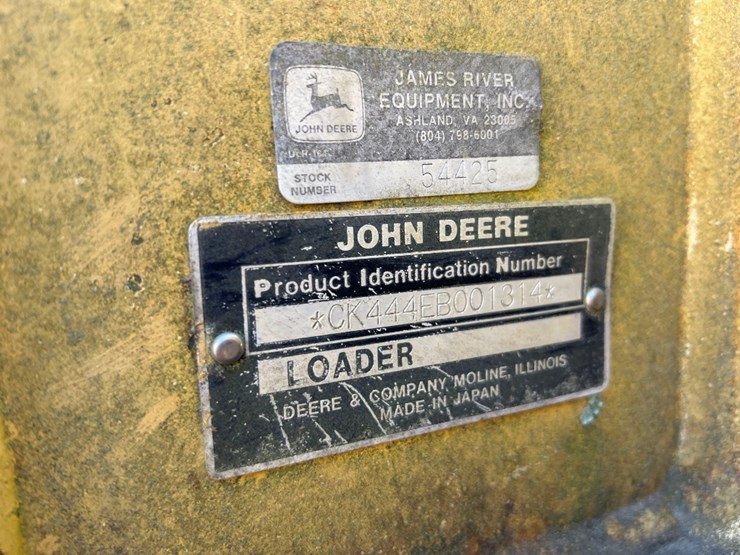 JAMES RIVER
EQUIPMENT, INC.
ASHLAND, VA 23005
(804) 798-6001
JOHN DEERE
STOCK
NUMBER
54425
JOHN DEERE
Product Identification Number
*CK444EB001314*
LOADER
DEERE & COMPANY MOLINE, ILLINOIS
MADE IN JAPAN